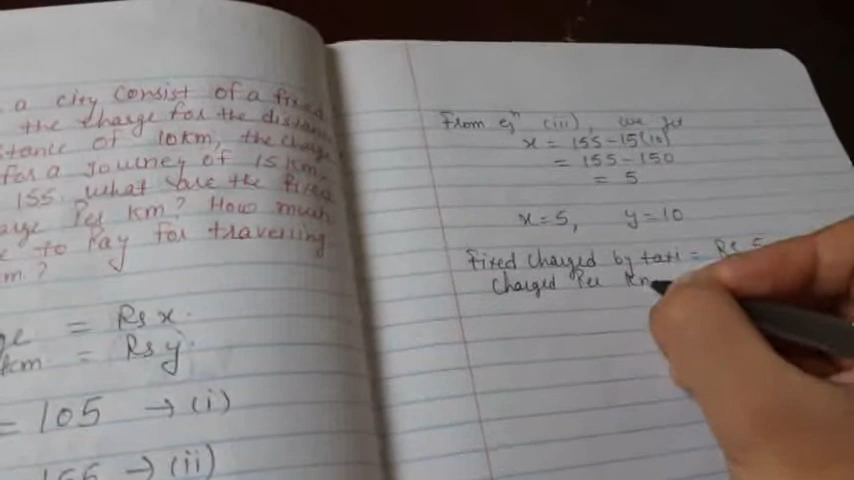 a city consist of a fixed
the charge for the distan
stance of 10km, the charge
for a journey of 15 km,
155. what are the fixed
arge Per km? How much
e to Pay for travelling
m?
ge = Rs x.
km = Rs y.
= 105 → (i)
→ (ii)
From eqⁿ (iii), we get
x = 155-15(10)
= 155-150
= 5
x=5, y=10
Fixed charged by taxi = Rs 5
Charged Per Km